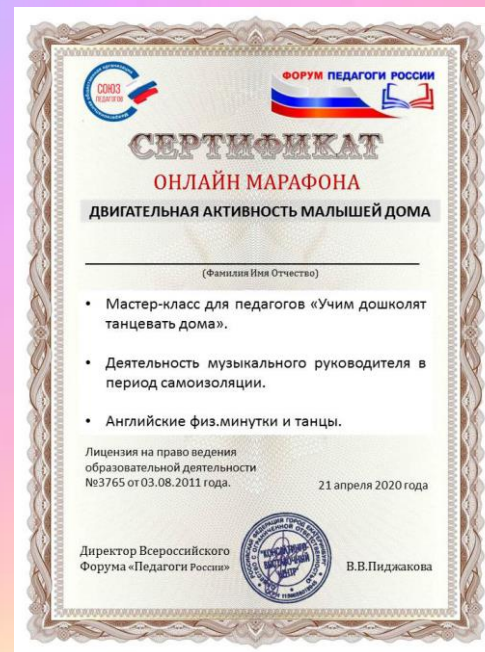 СОЮЗ
ПЕДАГОГОВ
ФОРУМ ПЕДАГОГИ РОССИИ
СЕРТИФИКАТ
ОНЛАЙН МАРАФОНА
ДВИГАТЕЛЬНАЯ АКТИВНОСТЬ МАЛЫШЕЙ ДОМА
(Фамилия Имя Отчество)
• Мастер-класс для педагогов «Учим дошколят
танцевать дома».
• Деятельность музыкального руководителя в
период самоизоляции.
• Английские физ.минутки и танцы.
Лицензия на право ведения
образовательной деятельности
№3765 от 03.08.2011 года.
21 апреля 2020 года
Директор Всероссийского
Форума «Педагоги России»
В.В.Пиджакова